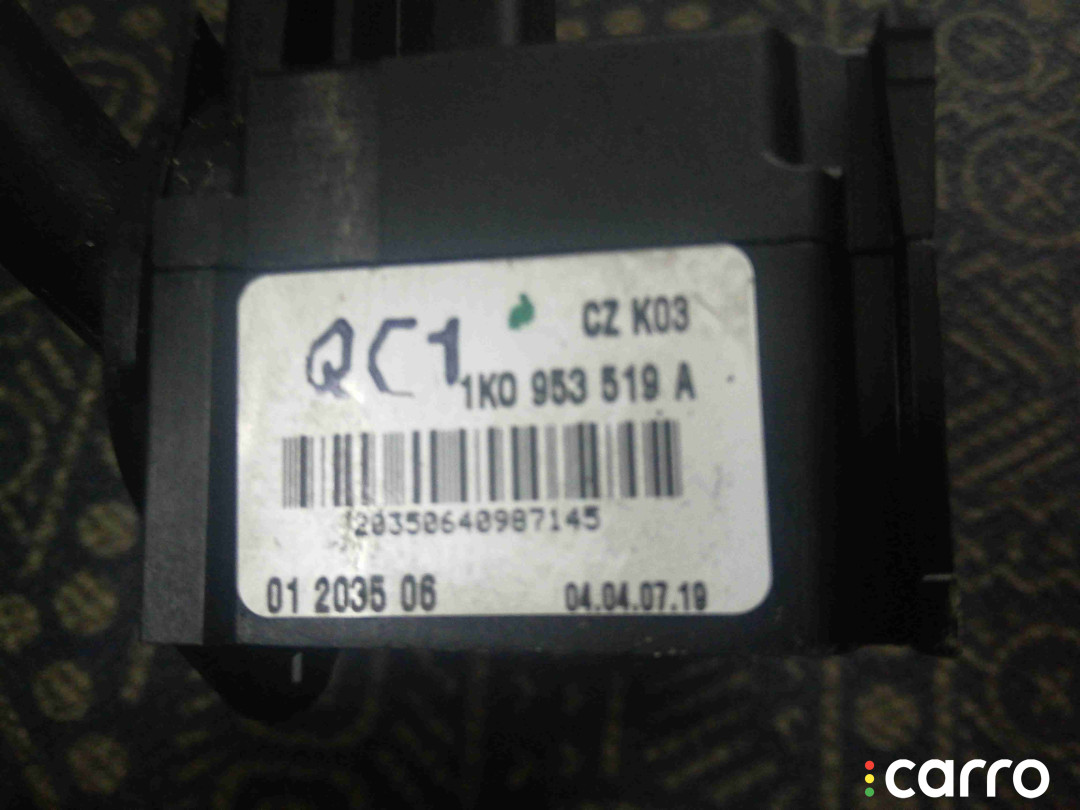 CZ K03
QC1
1K0 953 519 A
20350640987145
01 2035 06 04.04.07.19
carro